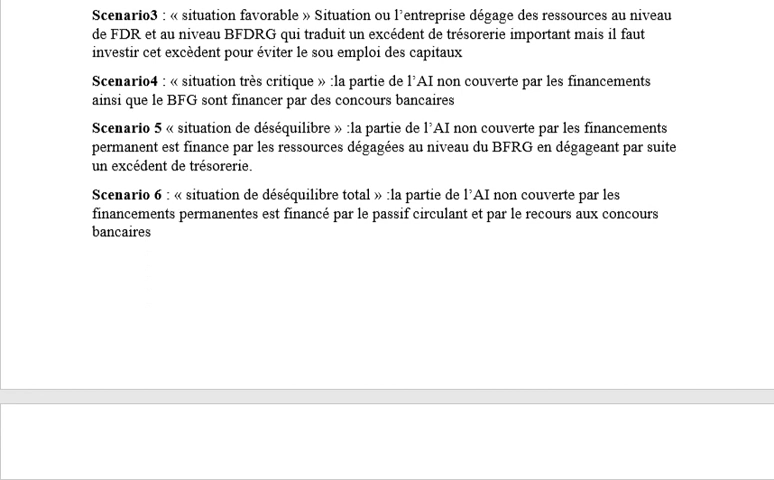 Scenario3 : « situation favorable » Situation ou l’entreprise dégage des ressources au niveau
de FDR et au niveau BFDRG qui traduit un excédent de trésorerie important mais il faut
investir cet excèdent pour éviter le sou emploi des capitaux
Scenario4 : « situation très critique » :la partie de l’AI non couverte par les financements
ainsi que le BFG sont financer par des concours bancaires
Scenario 5 « situation de déséquilibre » :la partie de l’AI non couverte par les financements
permanent est finance par les ressources dégagées au niveau du BFRG en dégageant par suite
un excédent de trésorerie.
Scenario 6 : « situation de déséquilibre total » :la partie de l’AI non couverte par les
financements permanentes est financé par le passif circulant et par le recours aux concours
bancaires